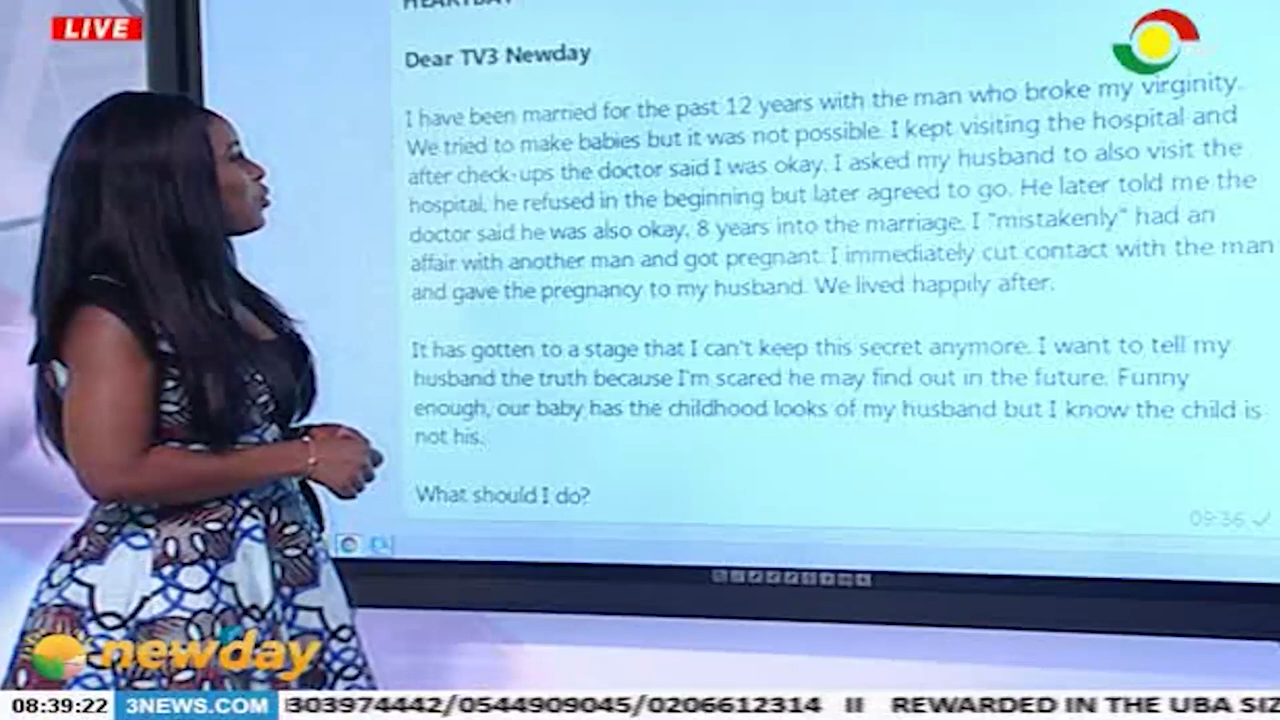 LIVE
HEARTBAY
Dear TV3 Newday
I have been married for the past 12 years with the man who broke my virginity.
We tried to make babies but it was not possible. I kept visiting the hospital and
after check-ups the doctor said I was okay. I asked my husband to also visit the
hospital, he refused in the beginning but later agreed to go. He later told me the
doctor said he was also okay. 8 years into the marriage, I "mistakenly" had an
affair with another man and got pregnant. I immediately cut contact with the man
and gave the pregnancy to my husband. We lived happily after.
It has gotten to a stage that I can't keep this secret anymore. I want to tell my
husband the truth because I'm scared he may find out in the future. Funny
enough, our baby has the childhood looks of my husband but I know the child is
not his.
What should I do?
09:36
newday
08:39:22 3NEWS.COM 303974442/0544909045/0206612314 II REWARDED IN THE UBA SIZ